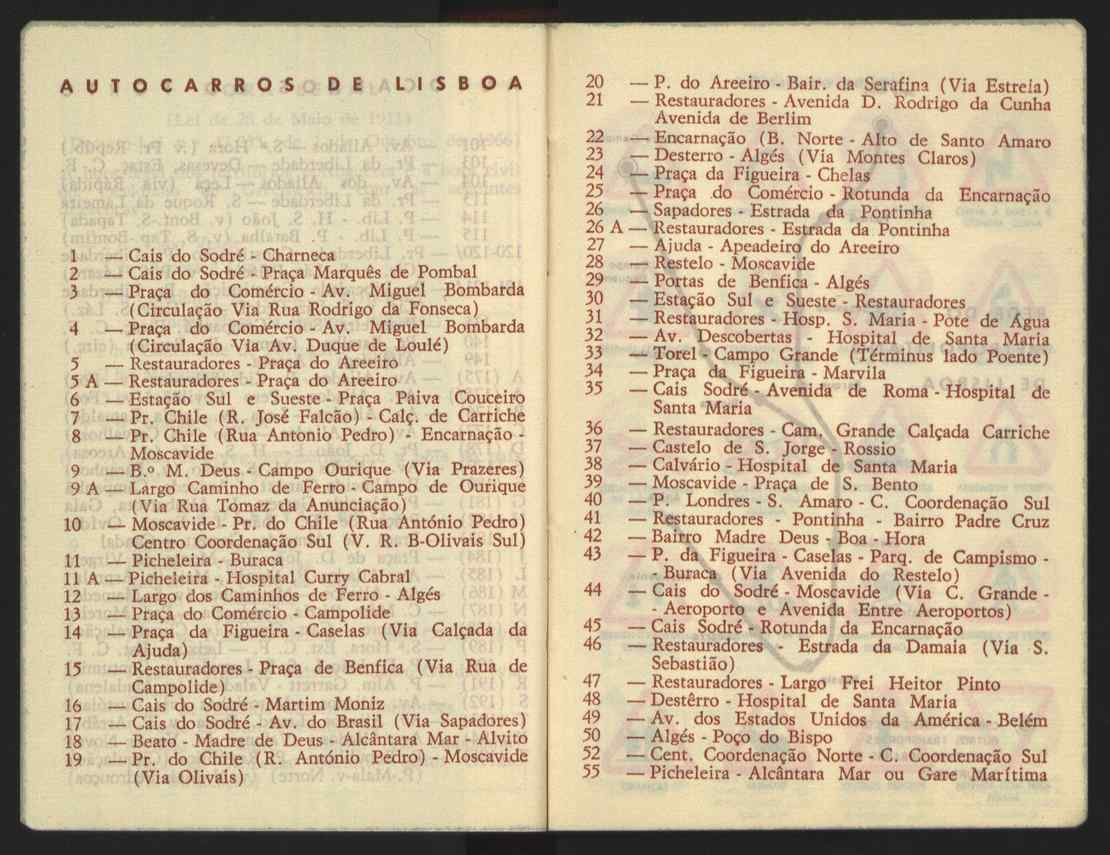 AUTOCARROS DE LISBOA
1 — Cais do Sodré - Charneca
2 — Cais do Sodré - Praça Marquês de Pombal
3 — Praça do Comércio - Av. Miguel Bombarda
(Circulação Via Rua Rodrigo da Fonseca)
4 — Praça do Comércio - Av. Miguel Bombarda
(Circulação Via Av. Duque de Loulé)
5 — Restauradores - Praça do Areeiro
5 A — Restauradores - Praça do Areeiro
6 — Estação Sul e Sueste - Praça Paiva Couceiro
7 — Pr. Chile (R. José Falcão) - Calç. de Carriche
8 — Pr. Chile (Rua Antonio Pedro) - Encarnação -
Moscavide
9 — B.º M. Deus - Campo Ourique (Via Prazeres)
9 A — Largo Caminho de Ferro - Campo de Ourique
(Via Rua Tomaz da Anunciação)
10 — Moscavide - Pr. do Chile (Rua António Pedro)
Centro Coordenação Sul (V. R. B-Olivais Sul)
11 — Picheleira - Buraca
11 A — Picheleira - Hospital Curry Cabral
12 — Largo dos Caminhos de Ferro - Algés
13 — Praça do Comércio - Campolide
14 — Praça da Figueira - Caselas (Via Calçada da
Ajuda)
15 — Restauradores - Praça de Benfica (Via Rua de
Campolide)
16 — Cais do Sodré - Martim Moniz
17 — Cais do Sodré - Av. do Brasil (Via Sapadores)
18 — Beato - Madre de Deus - Alcântara Mar - Alvito
19 — Pr. do Chile (R. António Pedro) - Moscavide
(Via Olivais)
20 — P. do Areeiro - Bair. da Serafina (Via Estreia)
21 — Restauradores - Avenida D. Rodrigo da Cunha
Avenida de Berlim
22 — Encarnação (B. Norte - Alto de Santo Amaro
23 — Desterro - Algés (Via Montes Claros)
24 — Praça da Figueira - Chelas
25 — Praça do Comércio - Rotunda da Encarnação
26 — Sapadores - Estrada da Pontinha
26 A — Restauradores - Estrada da Pontinha
27 — Ajuda - Apeadeiro do Areeiro
28 — Restelo - Moscavide
29 — Portas de Benfica - Algés
30 — Estação Sul e Sueste - Restauradores
31 — Restauradores - Hosp. S. Maria - Pote de Água
32 — Av. Descobertas - Hospital de Santa Maria
33 — Torel - Campo Grande (Términus lado Poente)
34 — Praça da Figueira - Marvila
35 — Cais Sodré - Avenida de Roma - Hospital de
Santa Maria
36 — Restauradores - Cam. Grande Calçada Carriche
37 — Castelo de S. Jorge - Rossio
38 — Calvário - Hospital de Santa Maria
39 — Moscavide - Praça de S. Bento
40 — P. Londres - S. Amaro - C. Coordenação Sul
41 — Restauradores - Pontinha - Bairro Padre Cruz
42 — Bairro Madre Deus - Boa - Hora
43 — P. da Figueira - Caselas - Parq. de Campismo -
- Buraca (Via Avenida do Restelo)
44 — Cais do Sodré - Moscavide (Via C. Grande -
- Aeroporto e Avenida Entre Aeroportos)
45 — Cais Sodré - Rotunda da Encarnação
46 — Restauradores - Estrada da Damaia (Via S.
Sebastião)
47 — Restauradores - Largo Frei Heitor Pinto
48 — Destêrro - Hospital de Santa Maria
49 — Av. dos Estados Unidos da América - Belém
50 — Algés - Poço do Bispo
52 — Cent. Coordenação Norte - C. Coordenação Sul
55 — Picheleira - Alcântara Mar ou Gare Marítima